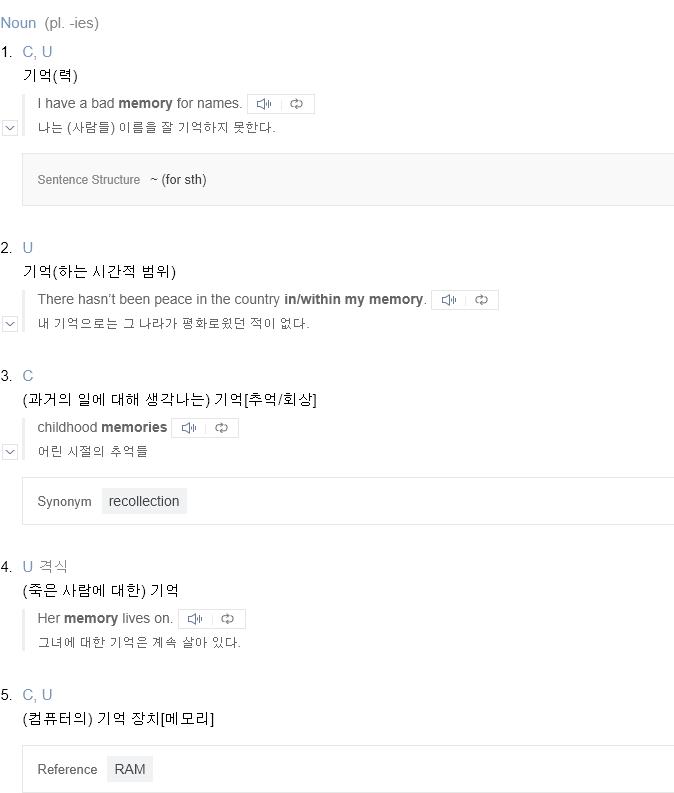 Noun (pl. -ies)
1. C, U
기억(력)
I have a bad memory for names.
나는 (사람들) 이름을 잘 기억하지 못한다.
Sentence Structure ~ (for sth)
2. U
기억(하는 시간적 범위)
There hasn’t been peace in the country in/within my memory.
내 기억으로는 그 나라가 평화로웠던 적이 없다.
3. C
(과거의 일에 대해 생각나는) 기억[추억/회상]
childhood memories
어린 시절의 추억들
Synonym recollection
4. U 격식
(죽은 사람에 대한) 기억
Her memory lives on.
그녀에 대한 기억은 계속 살아 있다.
5. C, U
(컴퓨터의) 기억 장치[메모리]
Reference RAM